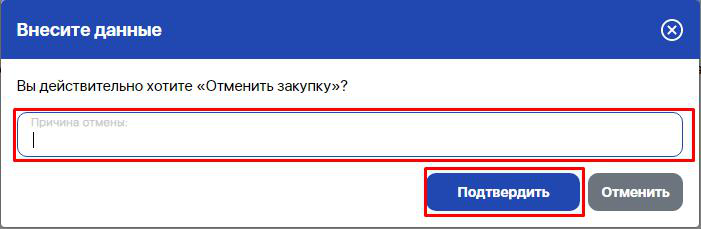 Внесите данные
Вы действительно хотите «Отменить закупку»?
Причина отмены:
Подтвердить Отменить